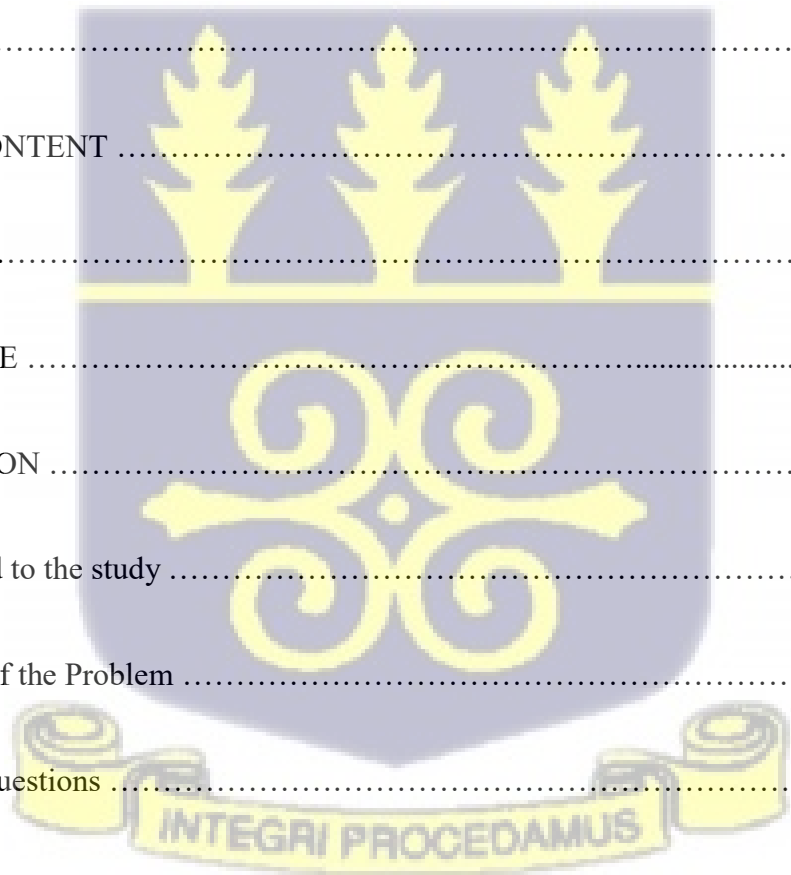 ……………………………………………………
ONTENT ……………………………………………
……………………………………………………
E ……………………………………………………
ON ……………………………………………………
d to the study ……………………………………………
f the Problem ……………………………………………
uestions ……………………………………………
INTEGRI PROCEDAMUS